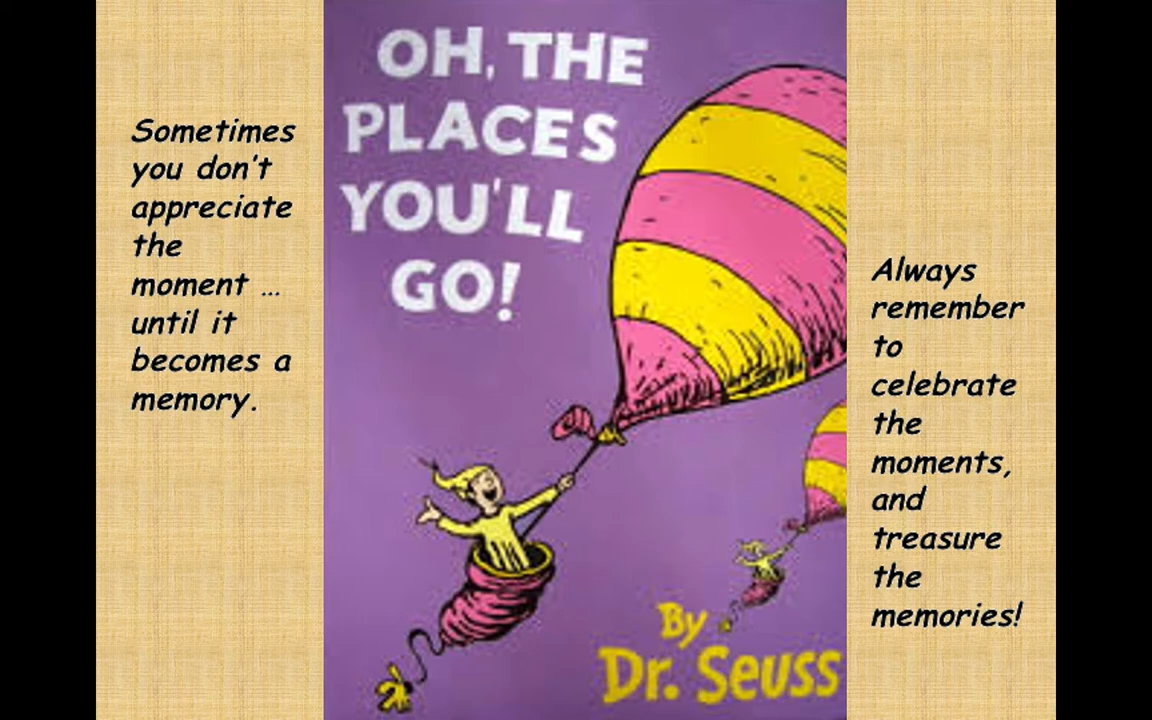 Sometimes
you don't
appreciate
the
moment ...
until it
becomes a
memory.
OH, THE
PLACES
YOU'LL
GO!
By
Dr. Seuss
Always
remember
to
celebrate
the
moments,
and
treasure
the
memories!